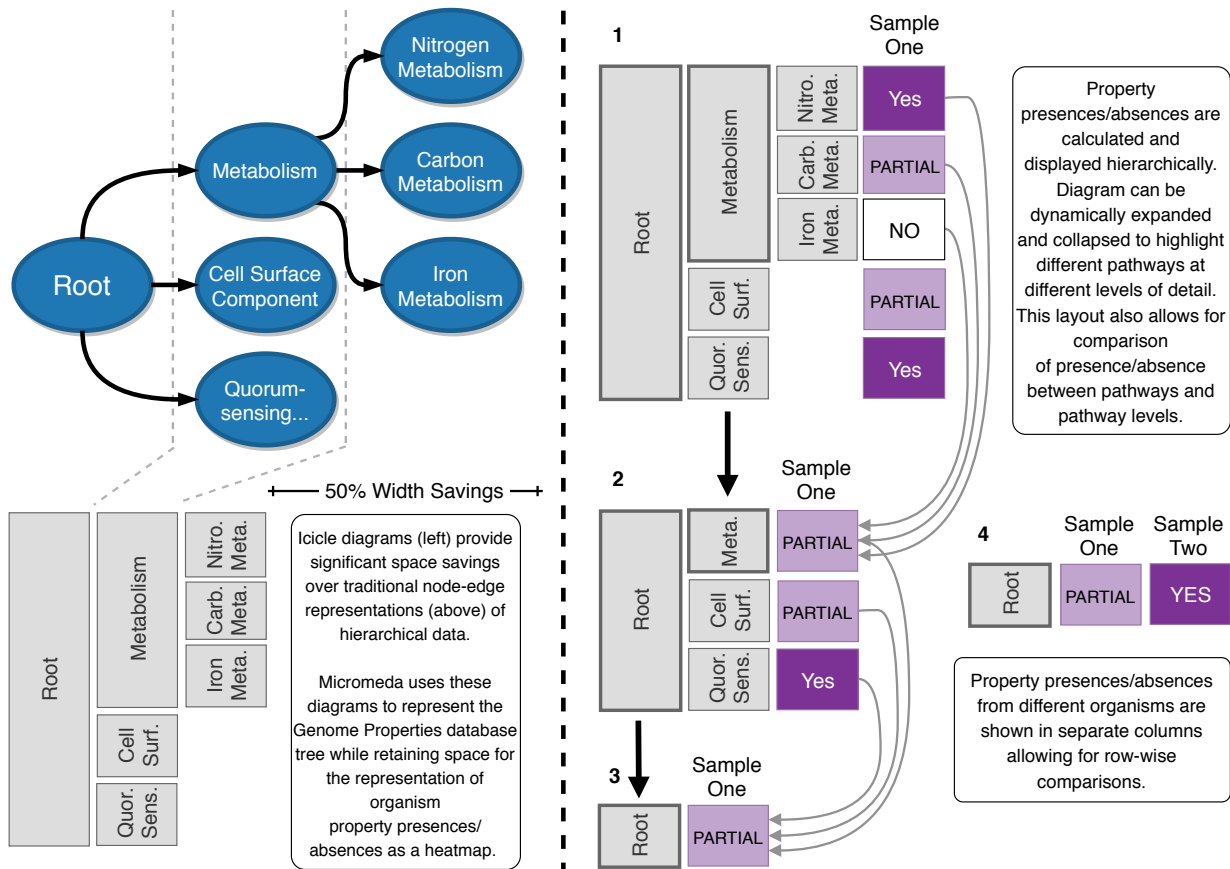 Nitrogen
Metabolism
Metabolism
Carbon
Metabolism
Root
Cell Surface
Component
Iron
Metabolism
Quorum-
sensing...
50% Width Savings
Root
Metabolism
Nitro.
Meta.
Carb.
Meta.
Iron
Meta.
Cell
Surf.
Quor.
Sens.
Icicle diagrams (left) provide
significant space savings
over traditional node-edge
representations (above) of
hierarchical data.
Micromeda uses these
diagrams to represent the
Genome Properties database
tree while retaining space for
the representation of
organism
property presences/
absences as a heatmap.
1
Sample
One
Root
Metabolism
Nitro.
Meta.
Yes
Carb.
Meta.
PARTIAL
Iron
Meta.
NO
Cell
Surf.
PARTIAL
Quor.
Sens.
Yes
Property
presences/absences are
calculated and
displayed hierarchically.
Diagram can be
dynamically expanded
and collapsed to highlight
different pathways at
different levels of detail.
This layout also allows for
comparison
of presence/absence
between pathways and
pathway levels.
2
Sample
One
Root
Meta.
PARTIAL
Cell
Surf.
PARTIAL
Quor.
Sens.
Yes
3
Sample
One
Root
PARTIAL
4
Sample
One
Sample
Two
Root
PARTIAL
YES
Property presences/absences
from different organisms are
shown in separate columns
allowing for row-wise
comparisons.